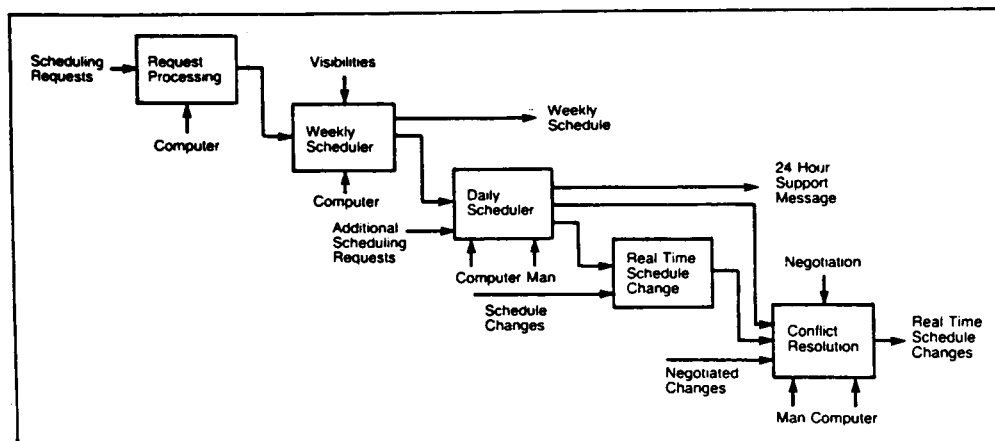 Scheduling
Requests
Request
Processing
Computer
Visibilities
Weekly
Scheduler
Weekly
Schedule
Computer
Additional
Scheduling
Requests
Daily
Scheduler
24 Hour
Support
Message
Computer Man
Schedule
Changes
Real Time
Schedule
Change
Negotiation
Negotiated
Changes
Conflict
Resolution
Real Time
Schedule
Changes
Man Computer